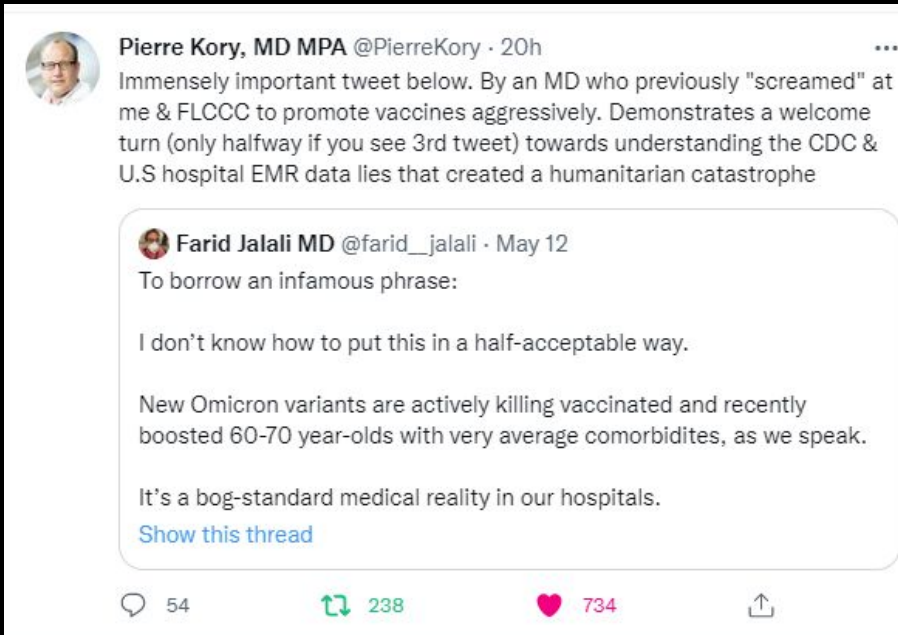 Pierre Kory, MD MPA @PierreKory · 20h
Immensely important tweet below. By an MD who previously "screamed" at
me & FLCCC to promote vaccines aggressively. Demonstrates a welcome
turn (only halfway if you see 3rd tweet) towards understanding the CDC &
U.S hospital EMR data lies that created a humanitarian catastrophe
Farid Jalali MD @farid__jalali · May 12
To borrow an infamous phrase:
I don't know how to put this in a half-acceptable way.
New Omicron variants are actively killing vaccinated and recently
boosted 60-70 year-olds with very average comorbidites, as we speak.
It's a bog-standard medical reality in our hospitals.
Show this thread
54 238 734